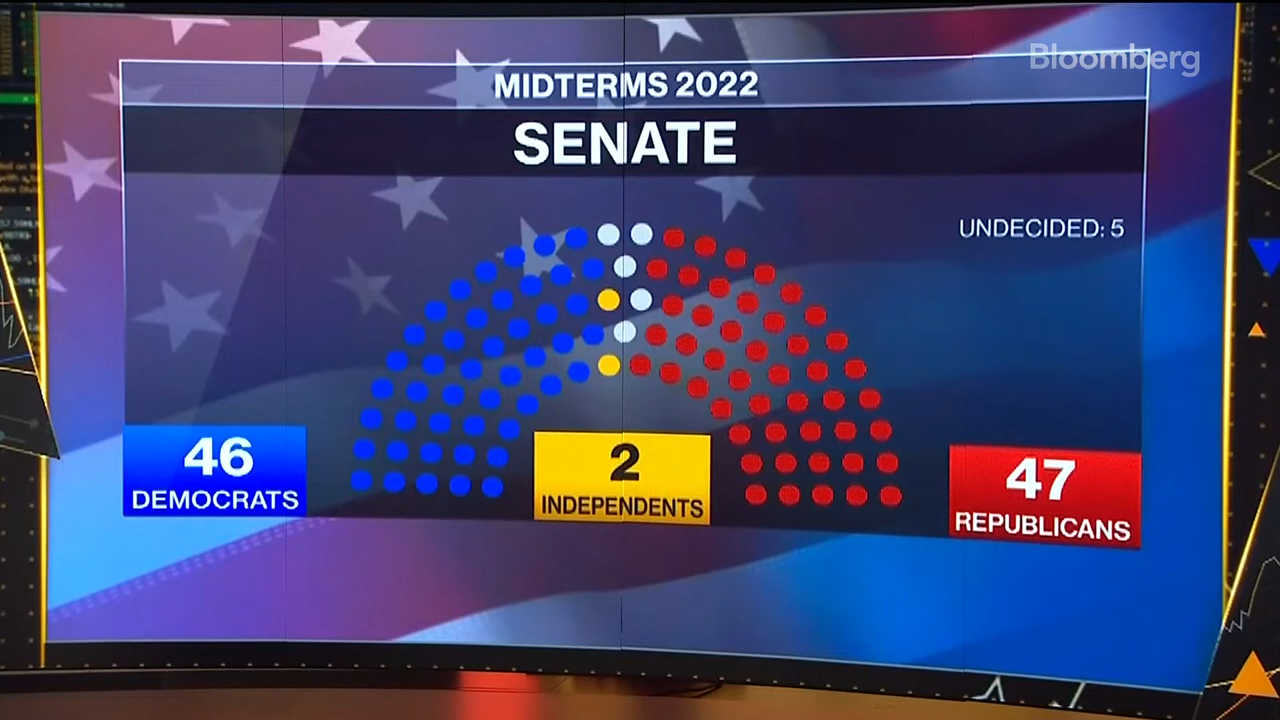 Bloomberg
MIDTERMS 2022
SENATE
UNDECIDED: 5
46
DEMOCRATS
2
INDEPENDENTS
47
REPUBLICANS